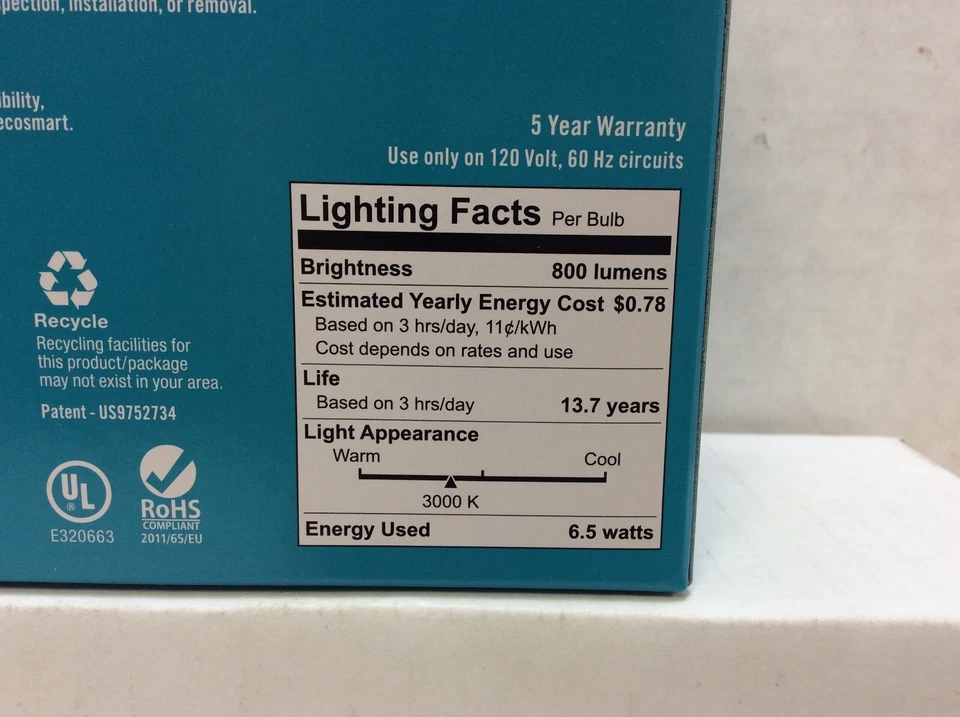 inspection, installation, or removal.
ecosmart.
5 Year Warranty
Use only on 120 Volt, 60 Hz circuits
Lighting Facts Per Bulb
Brightness 800 lumens
Estimated Yearly Energy Cost $0.78
Based on 3 hrs/day, 11¢/kWh
Cost depends on rates and use
Life
Based on 3 hrs/day 13.7 years
Light Appearance
Warm Cool
3000 K
Energy Used 6.5 watts
Recycle
Recycling facilities for
this product/package
may not exist in your area.
Patent - US9752734
UL
®
E320663
RoHS
COMPLIANT
2011/65/EU